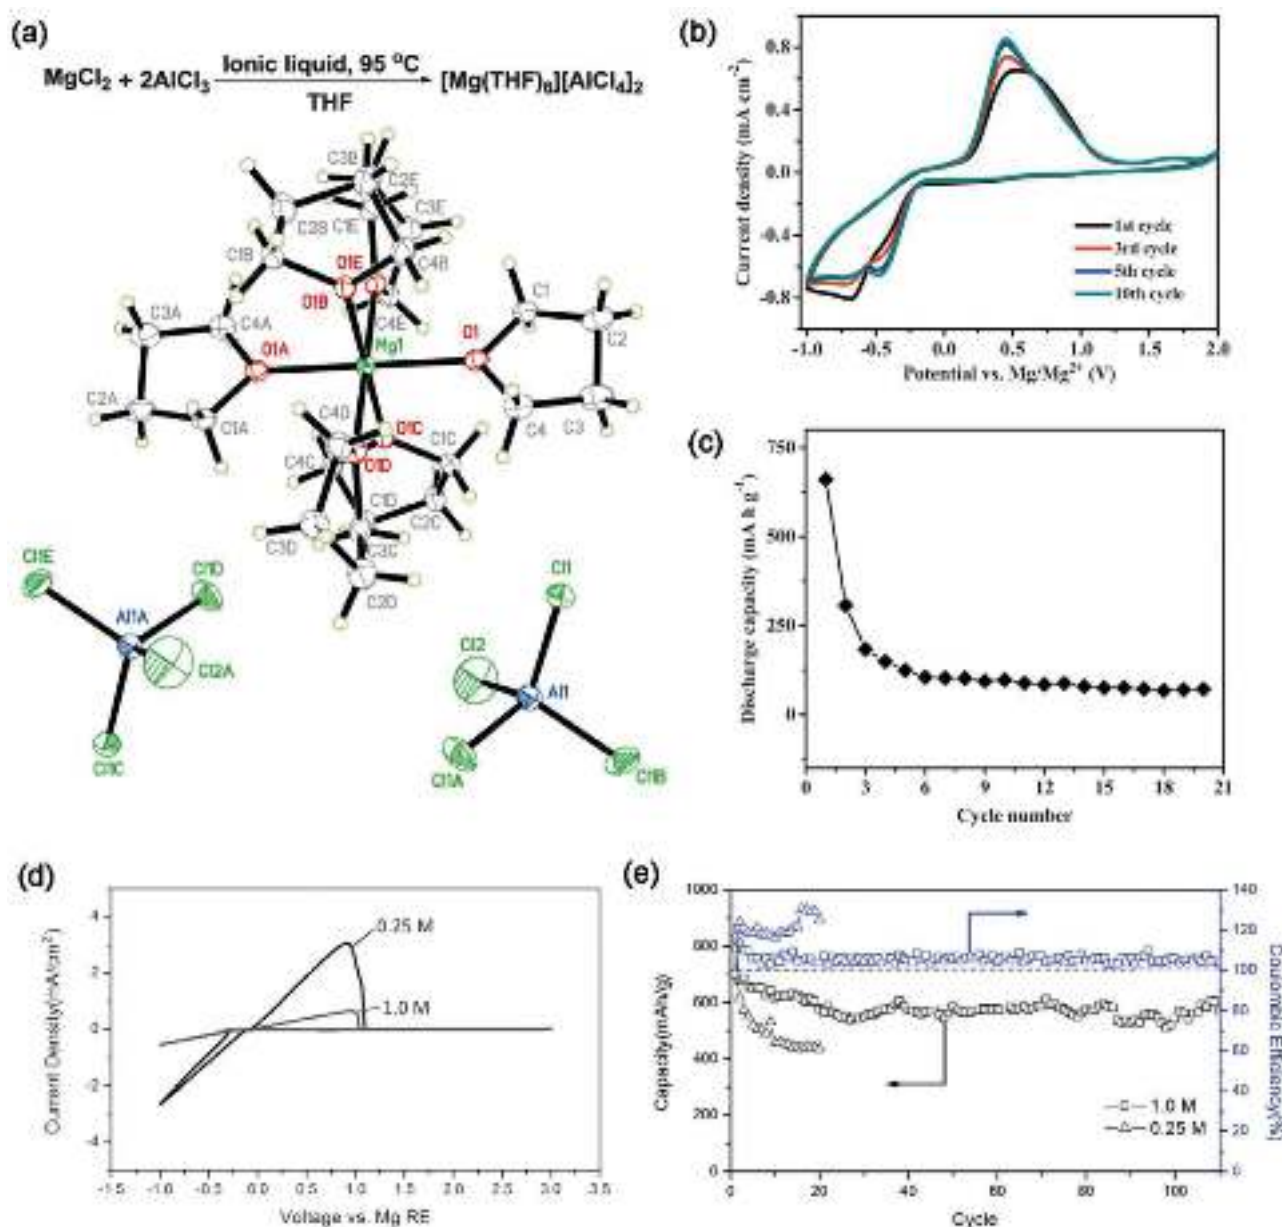 (a)
MgCl2 + 2AlCl3
Ionic liquid, 95 °C
THF
[Mg(THF)6][AlCl4]2
C3B
C2E
C3E
C2B
C1E
C1B
C4B
O1E
O1B
C4E
C1
C3A
C4A
O1A
Mg1
O1
C2
C2A
C1A
C4
C3
C4D
O1C
C1C
C4C
O1D
C1D
C2C
C3D
C3C
C2D
Cl1E
Cl1D
Al1A
Cl2A
Cl1C
Cl1
Cl2
Al1
Cl1A
Cl1B
(b)
Current density (mA cm-2)
0.8
0.4
0.0
-0.4
-0.8
1st cycle
3rd cycle
5th cycle
10th cycle
-1.0 -0.5 0.0 0.5 1.0 1.5 2.0
Potential vs. Mg/Mg2+ (V)
(c)
Discharge capacity (mA h g-1)
750
500
250
0
0 3 6 9 12 15 18 21
Cycle number
(d)
Current Density(mA/cm2)
4
2
0
-2
-4
0.25 M
1.0 M
-1.5 -1.0 -0.5 0.0 0.5 1.0 1.5 2.0 2.5 3.0 3.5
Voltage vs. Mg RE
(e)
Capacity(mAh/g)
1000
800
600
400
200
0
1.0 M
0.25 M
0 20 40 60 80 100
Cycle
140
120
100
80
60
40
20
0
Coulombic Efficiency(%)